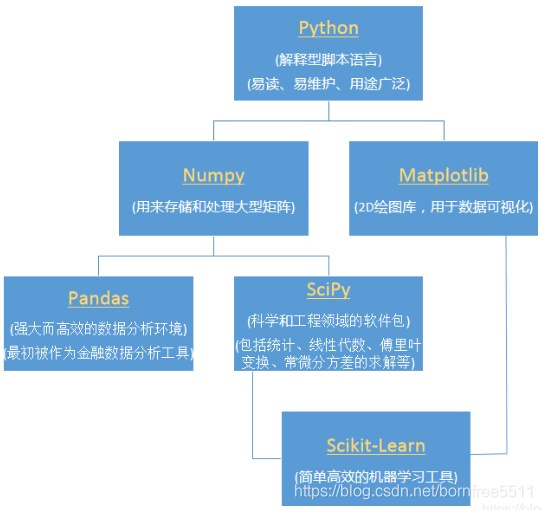 Python
(解释型脚本语言)
(易读、易维护、用途广泛)
Numpy
(用来存储和处理大型矩阵)
Matplotlib
(2D绘图库，用于数据可视化)
Pandas
(强大而高效的数据分析环境)
(最初被作为金融数据分析工具)
SciPy
(科学和工程领域的软件包)
(包括统计、线性代数、傅里叶
变换、常微分方差的求解等)
Scikit-Learn
(简单高效的机器学习工具)
https://blog.csdn.net/bornfree5511